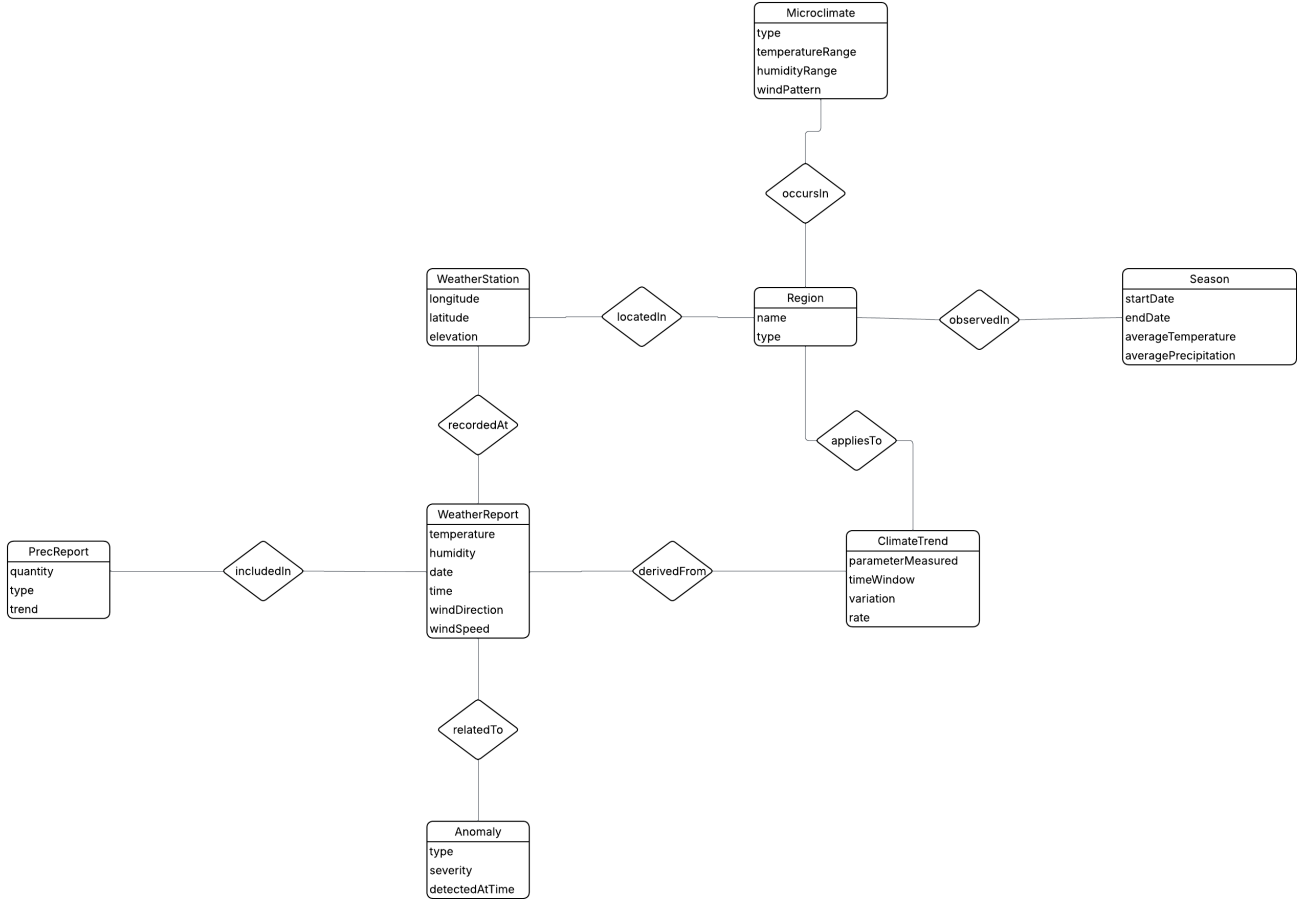 Microclimate
type
temperatureRange
humidityRange
windPattern
occursIn
WeatherStation
longitude
latitude
elevation
locatedIn
Region
name
type
observedIn
Season
startDate
endDate
averageTemperature
averagePrecipitation
recordedAt
appliesTo
PrecReport
quantity
type
trend
includedIn
WeatherReport
temperature
humidity
date
time
windDirection
windSpeed
derivedFrom
ClimateTrend
parameterMeasured
timeWindow
variation
rate
relatedTo
Anomaly
type
severity
detectedAtTime